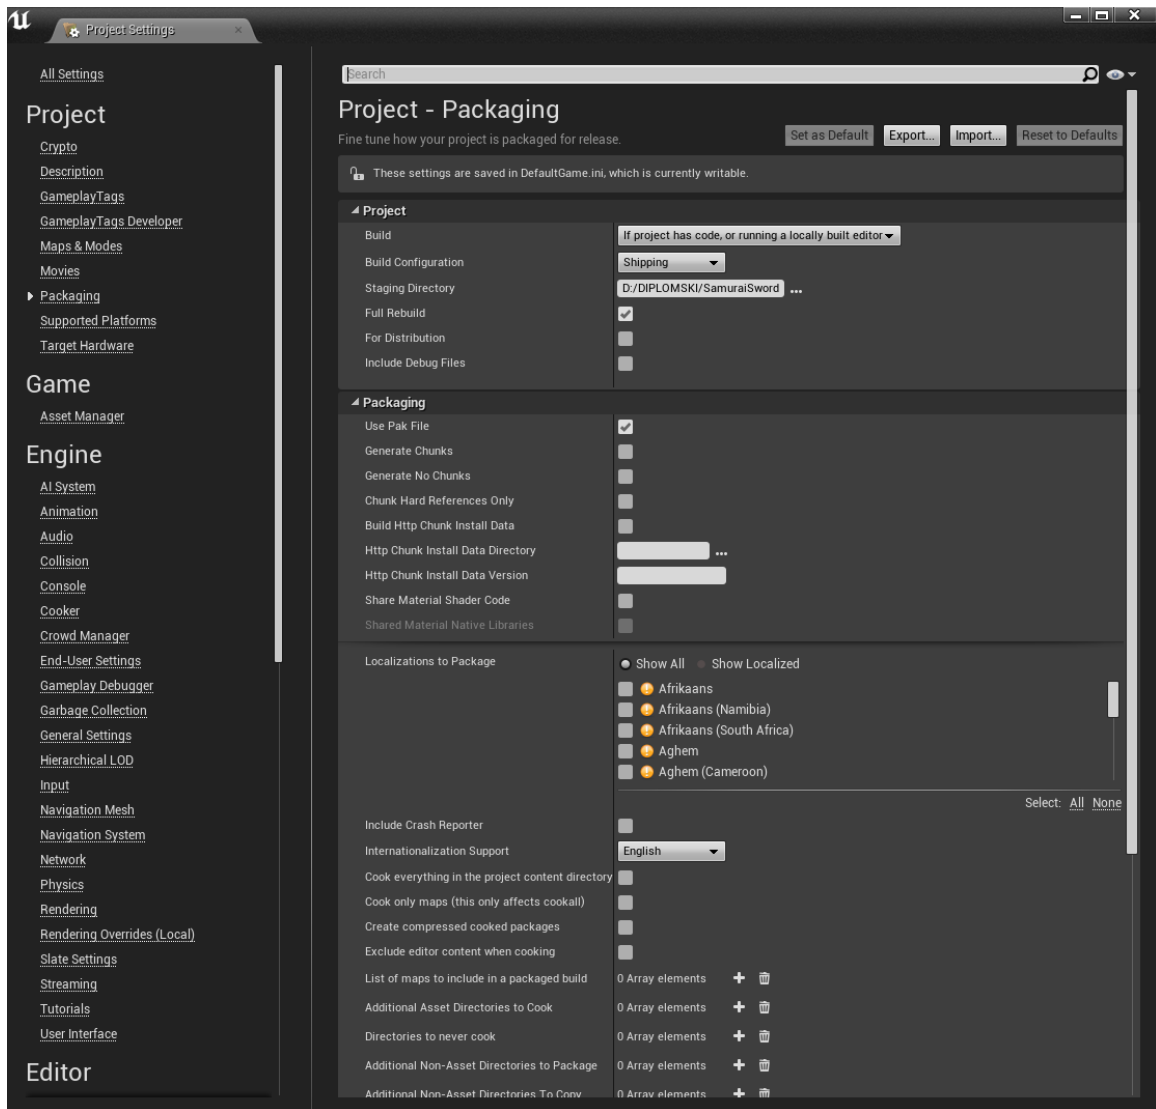 Project Settings
All Settings
Project
Crypto
Description
GameplayTags
GameplayTags Developer
Maps & Modes
Movies
Packaging
Supported Platforms
Target Hardware
Game
Asset Manager
Engine
AI System
Animation
Audio
Collision
Console
Cooker
Crowd Manager
End-User Settings
Gameplay Debugger
Garbage Collection
General Settings
Hierarchical LOD
Input
Navigation Mesh
Navigation System
Network
Physics
Rendering
Rendering Overrides (Local)
Slate Settings
Streaming
Tutorials
User Interface
Editor
Search
Project - Packaging
Fine tune how your project is packaged for release.
Set as Default Export... Import... Reset to Defaults
These settings are saved in DefaultGame.ini, which is currently writable.
Project
Build If project has code, or running a locally built editor
Build Configuration Shipping
Staging Directory D:/DIPLOMSKI/SamuraiSword ...
Full Rebuild
For Distribution
Include Debug Files
Packaging
Use Pak File
Generate Chunks
Generate No Chunks
Chunk Hard References Only
Build Http Chunk Install Data
Http Chunk Install Data Directory ...
Http Chunk Install Data Version
Share Material Shader Code
Shared Material Native Libraries
Localizations to Package Show All Show Localized
Afrikaans
Afrikaans (Namibia)
Afrikaans (South Africa)
Aghem
Aghem (Cameroon)
Select: All None
Include Crash Reporter
Internationalization Support English
Cook everything in the project content directory
Cook only maps (this only affects cookall)
Create compressed cooked packages
Exclude editor content when cooking
List of maps to include in a packaged build 0 Array elements
Additional Asset Directories to Cook 0 Array elements
Directories to never cook 0 Array elements
Additional Non-Asset Directories to Package 0 Array elements
Additional Non-Asset Directories To Copy 0 Array elements